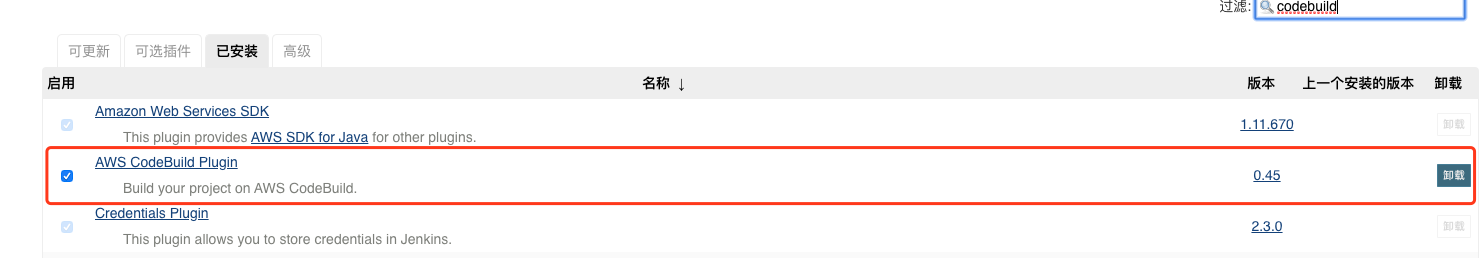 过滤: codebuild
可更新 可选插件 已安装 高级
启用 名称 ↓ 版本 上一个安装的版本 卸载
Amazon Web Services SDK
This plugin provides AWS SDK for Java for other plugins.
1.11.670 卸载
AWS CodeBuild Plugin
Build your project on AWS CodeBuild.
0.45 卸载
Credentials Plugin
This plugin allows you to store credentials in Jenkins.
2.3.0 卸载